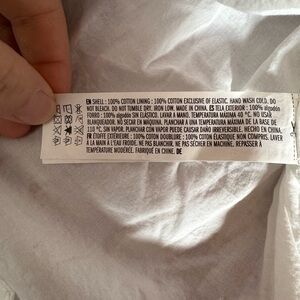 EN SHELL : 100% COTTON LINING : 100% COTTON EXCLUSIVE OF ELASTIC. HAND WASH COLD, DO
NOT BLEACH. DO NOT TUMBLE DRY. IRON LOW. MADE IN CHINA. ES TELA EXTERIOR : 100% algodón
FORRO : 100% algodón SIN ELÁSTICO. LAVAR A MANO, TEMPERATURA MÁXIMA 40 °C. NO USAR
BLANQUEADOR. NO SECAR EN MÁQUINA. PLANCHAR A UNA TEMPERATURA MÁXIMA DE LA BASE DE
110 °C. SIN VAPOR. PLANCHAR CON VAPOR PUEDE CAUSAR DAÑO IRREVERSIBLE. HECHO EN CHINA.
FR ÉTOFFE EXTÉRIEURE : 100% COTON DOUBLURE : 100% COTON ÉLASTIQUE NON COMPRIS. LAVER
À LA MAIN À L'EAU FROIDE. NE PAS BLANCHIR. NE PAS SÉCHER EN MACHINE. REPASSER À
TEMPÉRATURE MODÉRÉE. FABRIQUÉ EN CHINE. DE